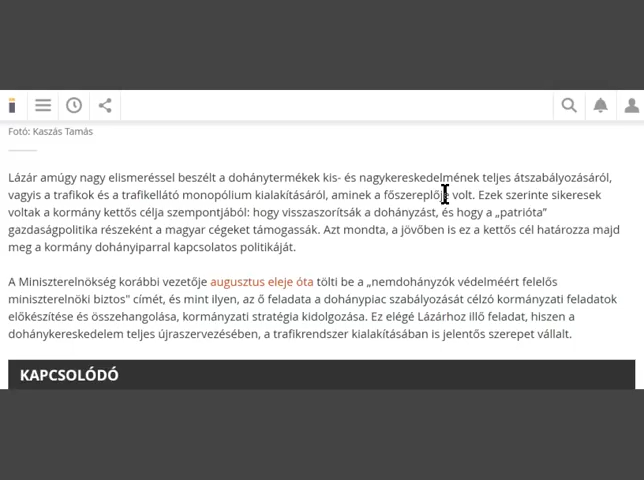 Fotó: Kaszás Tamás
Lázár amúgy nagy elismeréssel beszélt a dohánytermékek kis- és nagykereskedelmének teljes átszabályozásáról,
vagyis a trafikok és a trafikellátó monopólium kialakításáról, aminek a főszereplője volt. Ezek szerinte sikeresek
voltak a kormány kettős célja szempontjából: hogy visszaszorítsák a dohányzást, és hogy a „patrióta”
gazdaságpolitika részeként a magyar cégeket támogassák. Azt mondta, a jövőben is ez a kettős cél határozza majd
meg a kormány dohányiparral kapcsolatos politikáját.
A Miniszterelnökség korábbi vezetője augusztus eleje óta tölti be a „nemdohányzók védelméért felelős
miniszterelnöki biztos" címét, és mint ilyen, az ő feladata a dohánypiac szabályozását célzó kormányzati feladatok
előkészítése és összehangolása, kormányzati stratégia kidolgozása. Ez eléggé Lázárhoz illő feladat, hiszen a
dohánykereskedelem teljes újraszervezésében, a trafikrendszer kialakításában is jelentős szerepet vállalt.
KAPCSOLÓDÓ